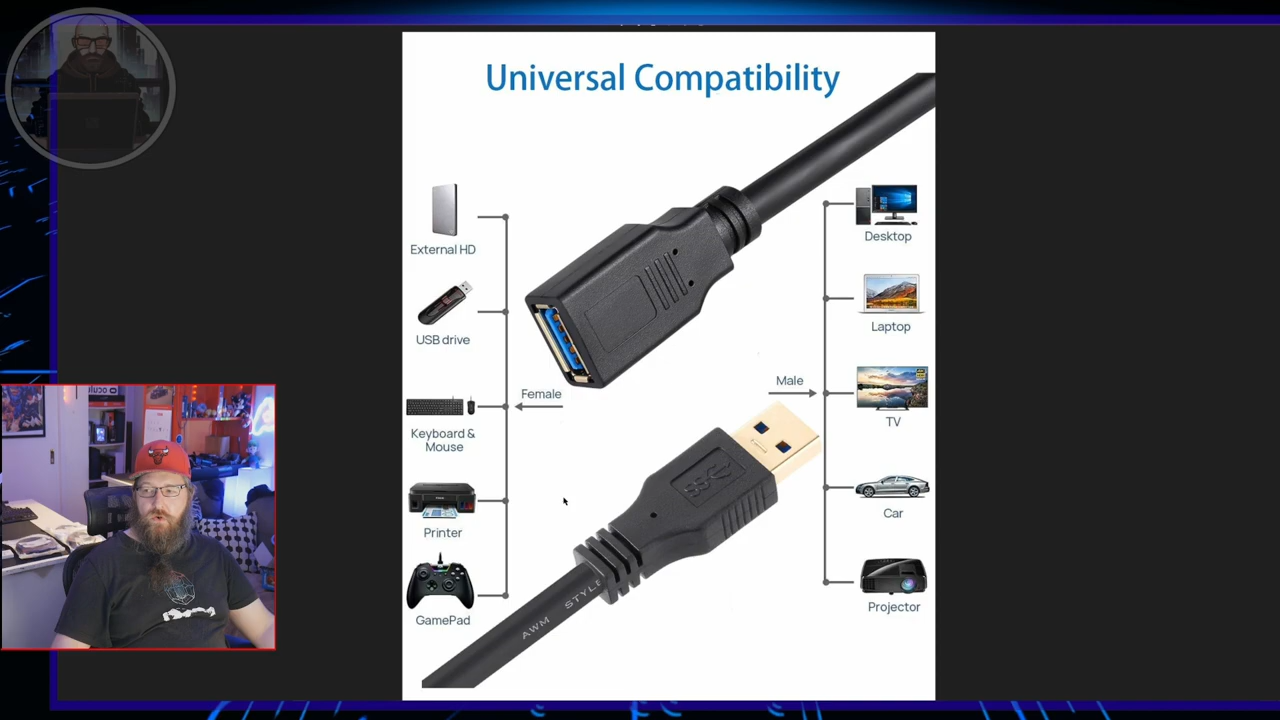 Universal Compatibility
External HD
USB drive
Female
Keyboard &
Mouse
Printer
GamePad
Desktop
Laptop
Male
TV
Car
Projector
AWM STYLE